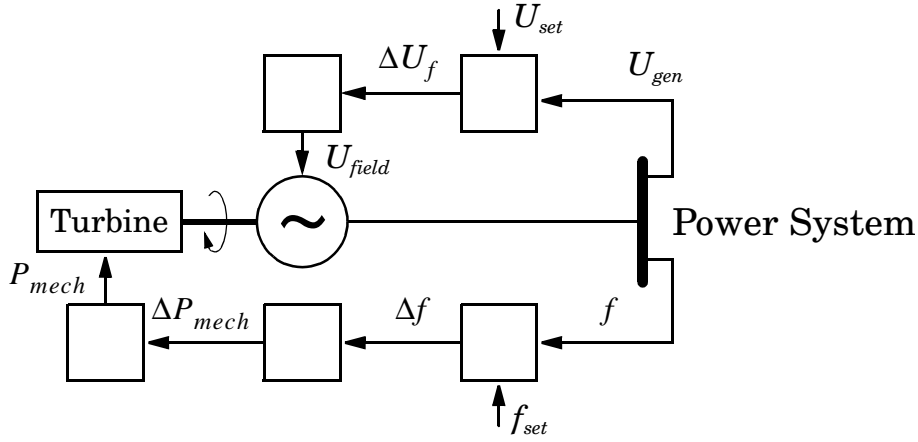 U_set
ΔU_f
U_gen
U_field
Turbine
~
Power System
P_mech
ΔP_mech
Δf
f
f_set